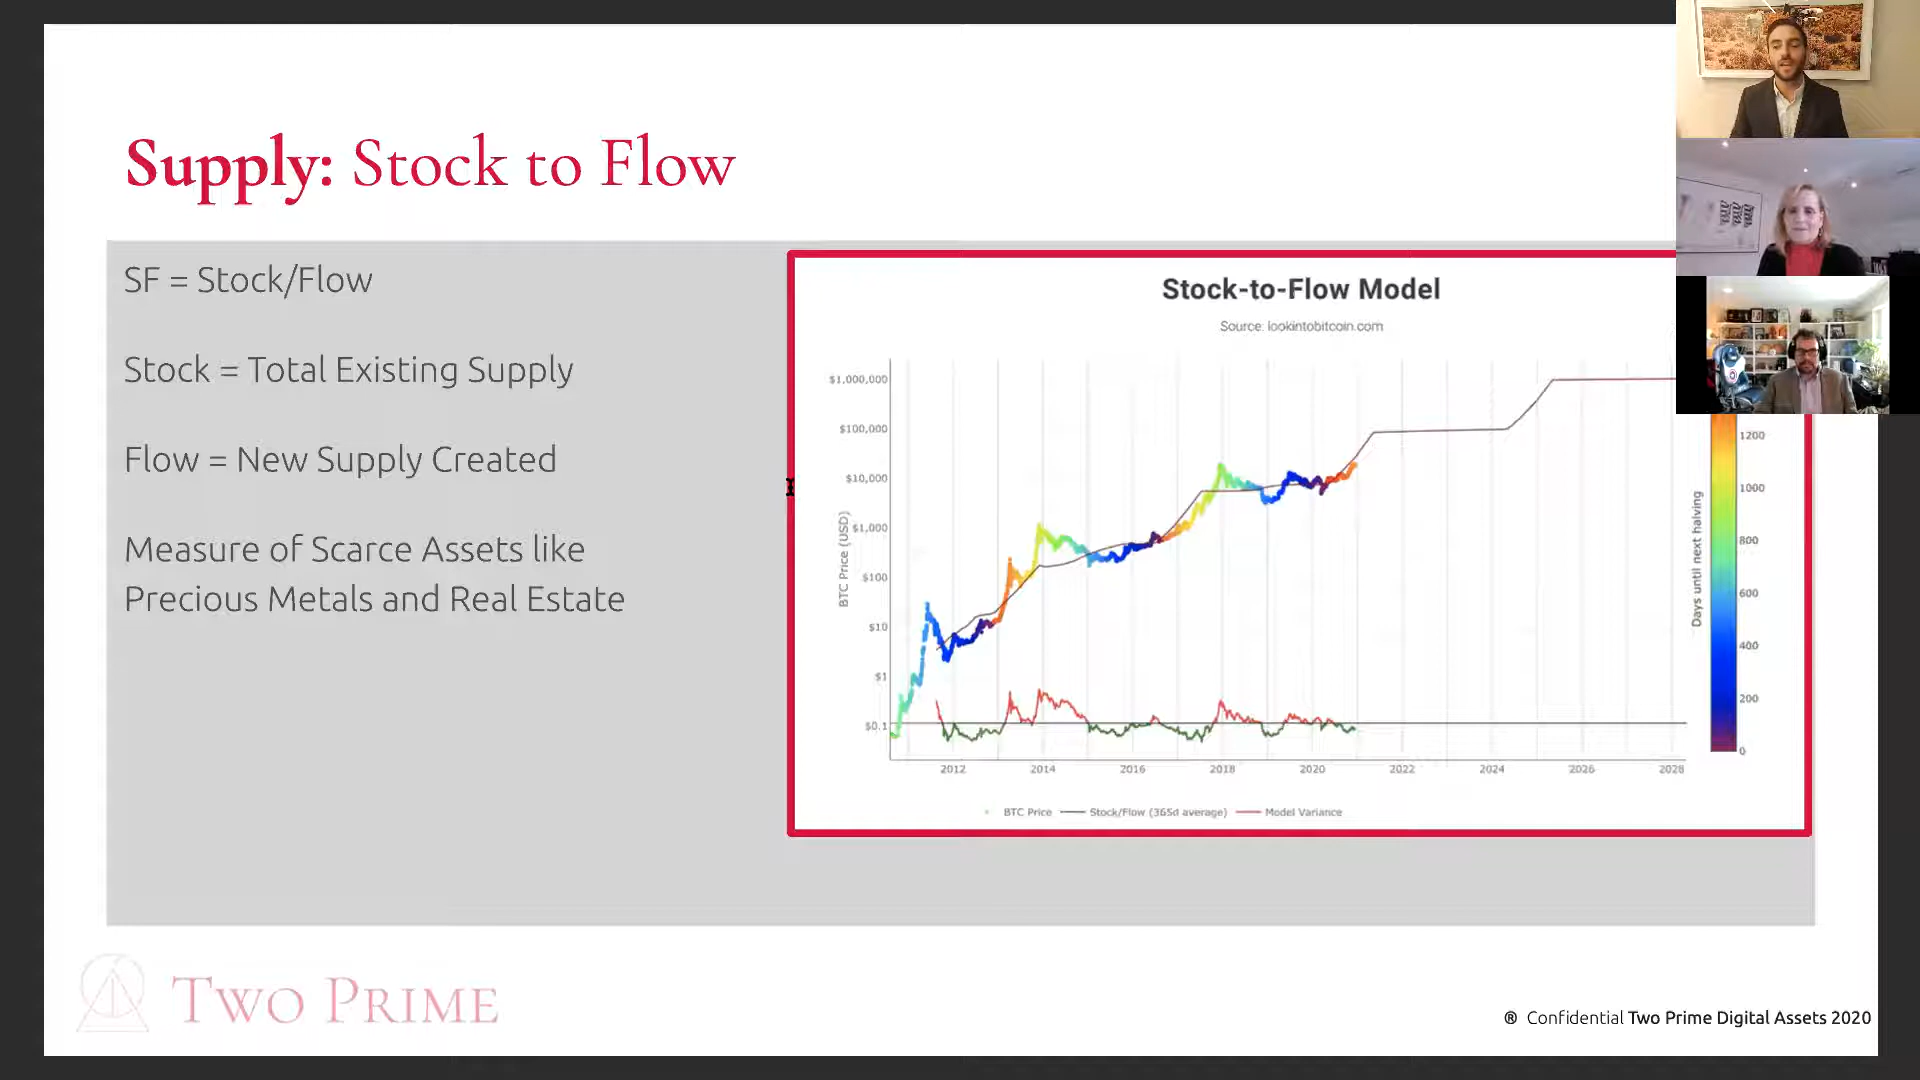 Supply: Stock to Flow
SF = Stock/Flow
Stock = Total Existing Supply
Flow = New Supply Created
Measure of Scarce Assets like
Precious Metals and Real Estate
Stock-to-Flow Model
Source: lookintobitcoin.com
$1,000,000
$100,000
$10,000
$1,000
$100
$10
$1
$0.1
BTC Price (USD)
2012 2014 2016 2018 2020 2022 2024 2026 2028
1200
1000
800
600
400
200
0
Days until next halving
BTC Price Stock/Flow (365d average) Model Variance
TWO PRIME
® Confidential Two Prime Digital Assets 2020